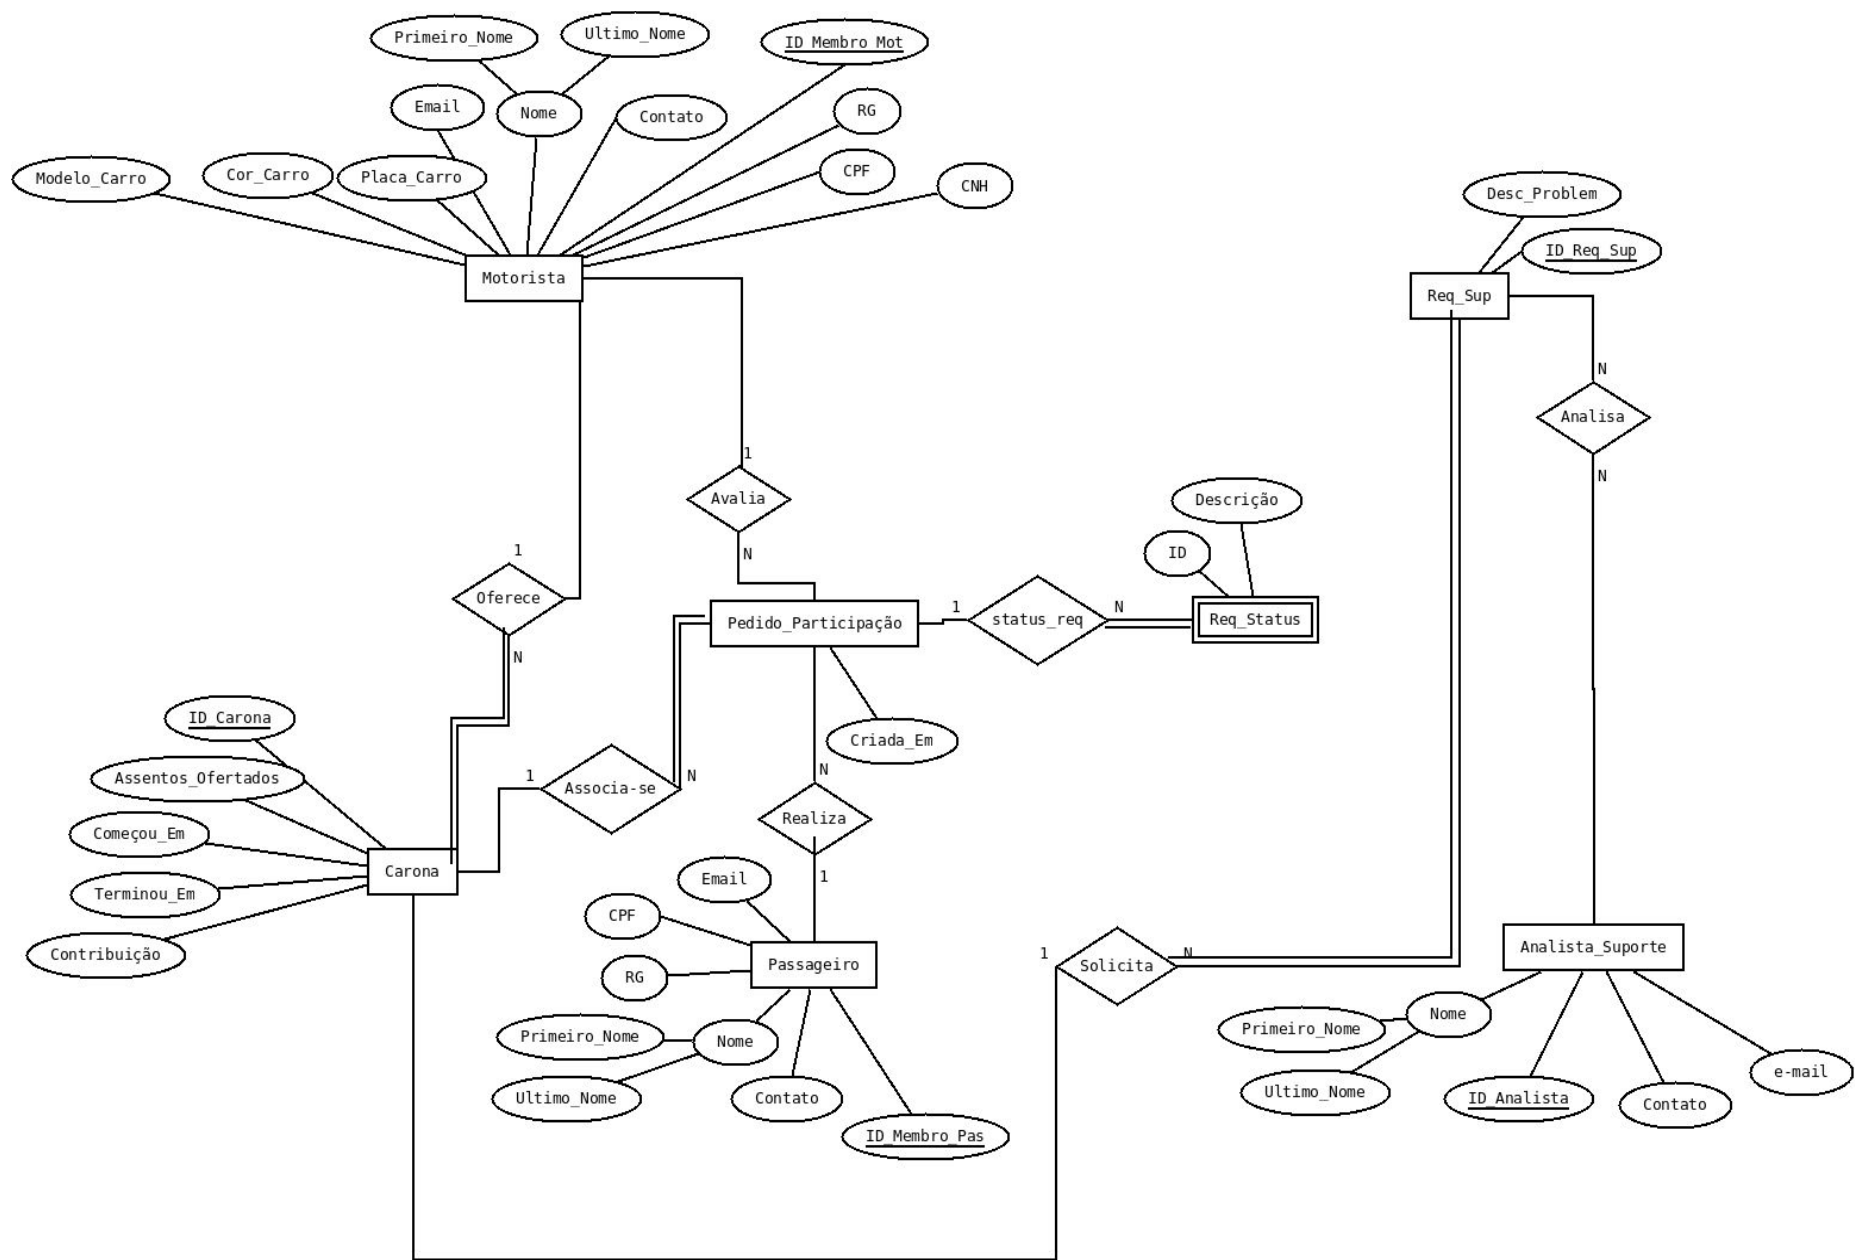 Primeiro_Nome
Ultimo_Nome
ID_Membro_Mot
Email
Nome
Contato
RG
CPF
CNH
Modelo_Carro
Cor_Carro
Placa_Carro
Motorista
Desc_Problem
ID_Req_Sup
Req_Sup
N
Analisa
N
1
Avalia
N
Descrição
ID
1
Oferece
N
Pedido_Participação
1
status_req
N
Req_Status
Criada_Em
ID_Carona
Assentos_Ofertados
Começou_Em
Terminou_Em
Contribuição
Carona
1
Associa-se
N
N
Realiza
1
Email
CPF
RG
Passageiro
Primeiro_Nome
Nome
Ultimo_Nome
Contato
ID_Membro_Pas
1
Solicita
N
Analista_Suporte
Nome
Primeiro_Nome
Ultimo_Nome
ID_Analista
Contato
e-mail